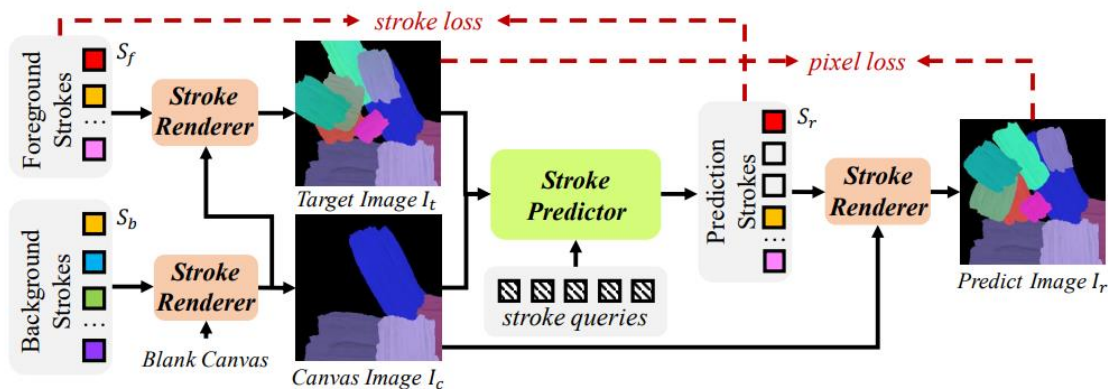 stroke loss
pixel loss
Foreground
Strokes
S_f
...
Stroke
Renderer
Target Image I_t
Background
Strokes
S_b
...
Stroke
Renderer
Blank Canvas
Canvas Image I_c
Stroke
Predictor
stroke queries
Prediction
Strokes
S_r
...
Stroke
Renderer
Predict Image I_r